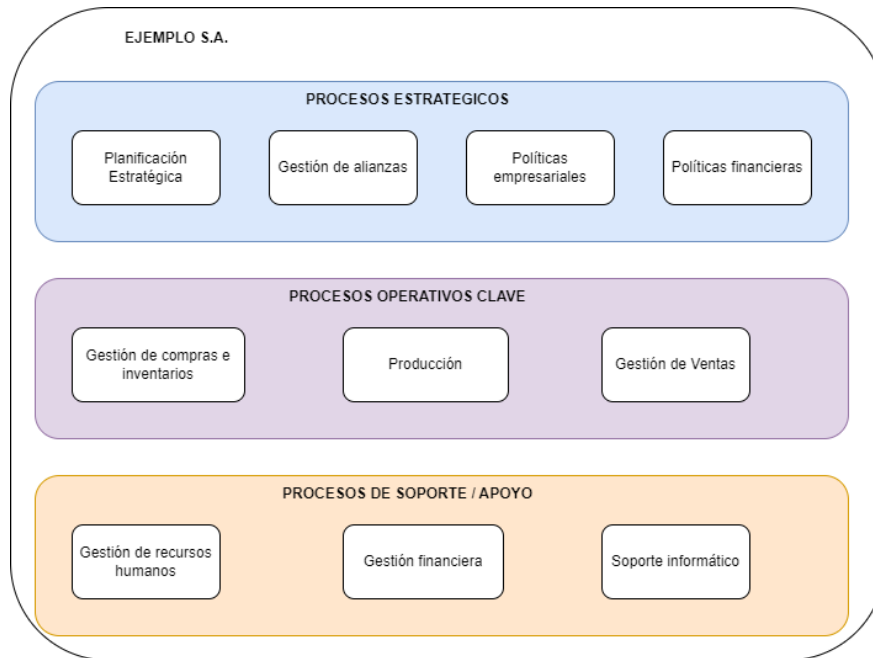 EJEMPLO S.A.
PROCESOS ESTRATEGICOS
Planificación
Estratégica
Gestión de alianzas
Políticas
empresariales
Políticas financieras
PROCESOS OPERATIVOS CLAVE
Gestión de compras e
inventarios
Producción
Gestión de Ventas
PROCESOS DE SOPORTE / APOYO
Gestión de recursos
humanos
Gestión financiera
Soporte informático